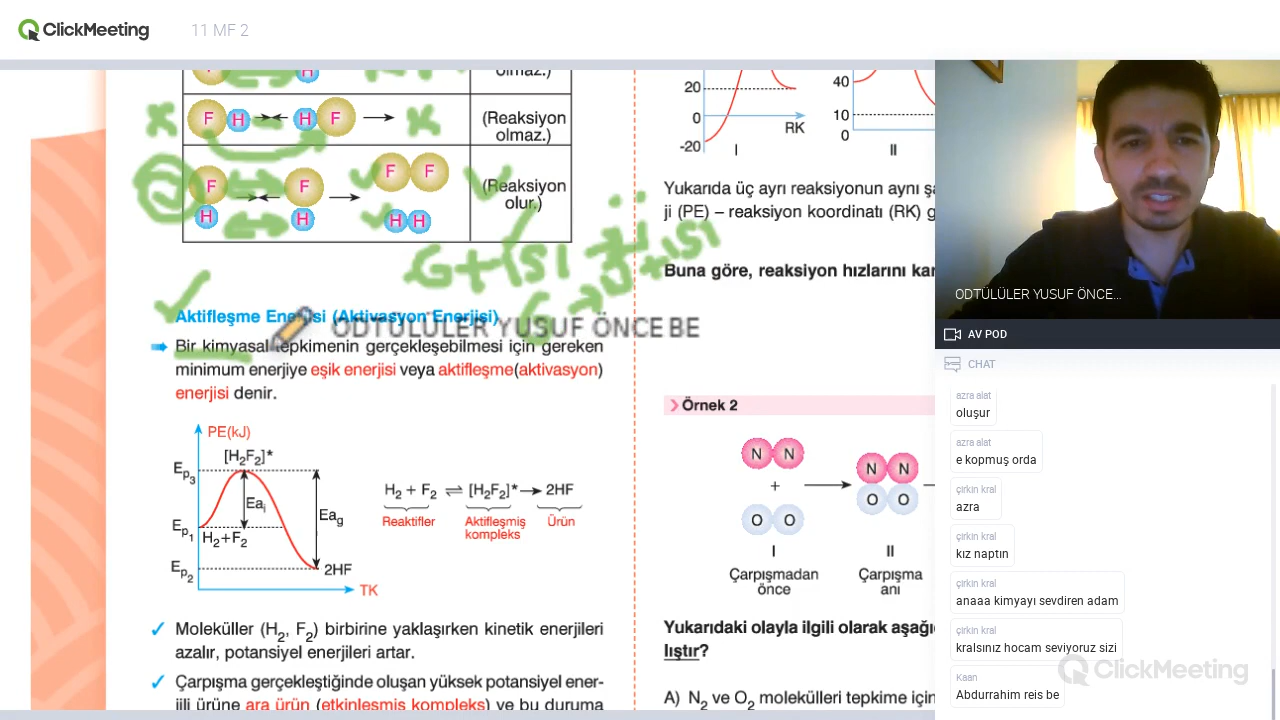 ClickMeeting
11 MF 2
olmaz.)
F H H F
(Reaksiyon
olmaz.)
F F F F
(Reaksiyon
olur.)
H H H H
Aktifleşme Enerjisi (Aktivasyon Enerjisi)
ODTÜLÜLER YUSUF ÖNCE BE
Bir kimyasal tepkimenin gerçekleşebilmesi için gereken
minimum enerjiye eşik enerjisi veya aktifleşme(aktivasyon)
enerjisi denir.
PE(kJ)
[H₂F₂]*
Ep₃
Eaᵢ
Ea_g
Ep₁
H₂+F₂
Ep₂
2HF
TK
H₂ + F₂ ⇌ [H₂F₂]* → 2HF
Reaktifler
Aktifleşmiş
kompleks
Ürün
✓ Moleküller (H₂, F₂) birbirine yaklaşırken kinetik enerjileri
azalır, potansiyel enerjileri artar.
✓ Çarpışma gerçekleştiğinde oluşan yüksek potansiyel ener-
jili ürüne ara ürün (etkinleşmiş kompleks) ve bu duruma
20
0
-20
RK
I
40
10
0
II
Yukarıda üç ayrı reaksiyonun aynı
ji (PE) – reaksiyon koordinatı (RK)
Buna göre, reaksiyon hızlarını
Örnek 2
N N
+
O O
I
Çarpışmadan
önce
N N
O O
II
Çarpışma
anı
Yukarıdaki olayla ilgili olarak
lıştır?
A) N₂ ve O₂ molekülleri tepkime
ODTÜLÜLER YUSUF ÖNCE...
AV POD
CHAT
azra alat
oluşur
azra alat
e kopmuş orda
çirkin kral
azra
çirkin kral
kız naptın
çirkin kral
anaaa kimyayı sevdiren adam
çirkin kral
kralsınız hocam seviyoruz sizi
Kaan
Abdurrahim reis be
ClickMeeting